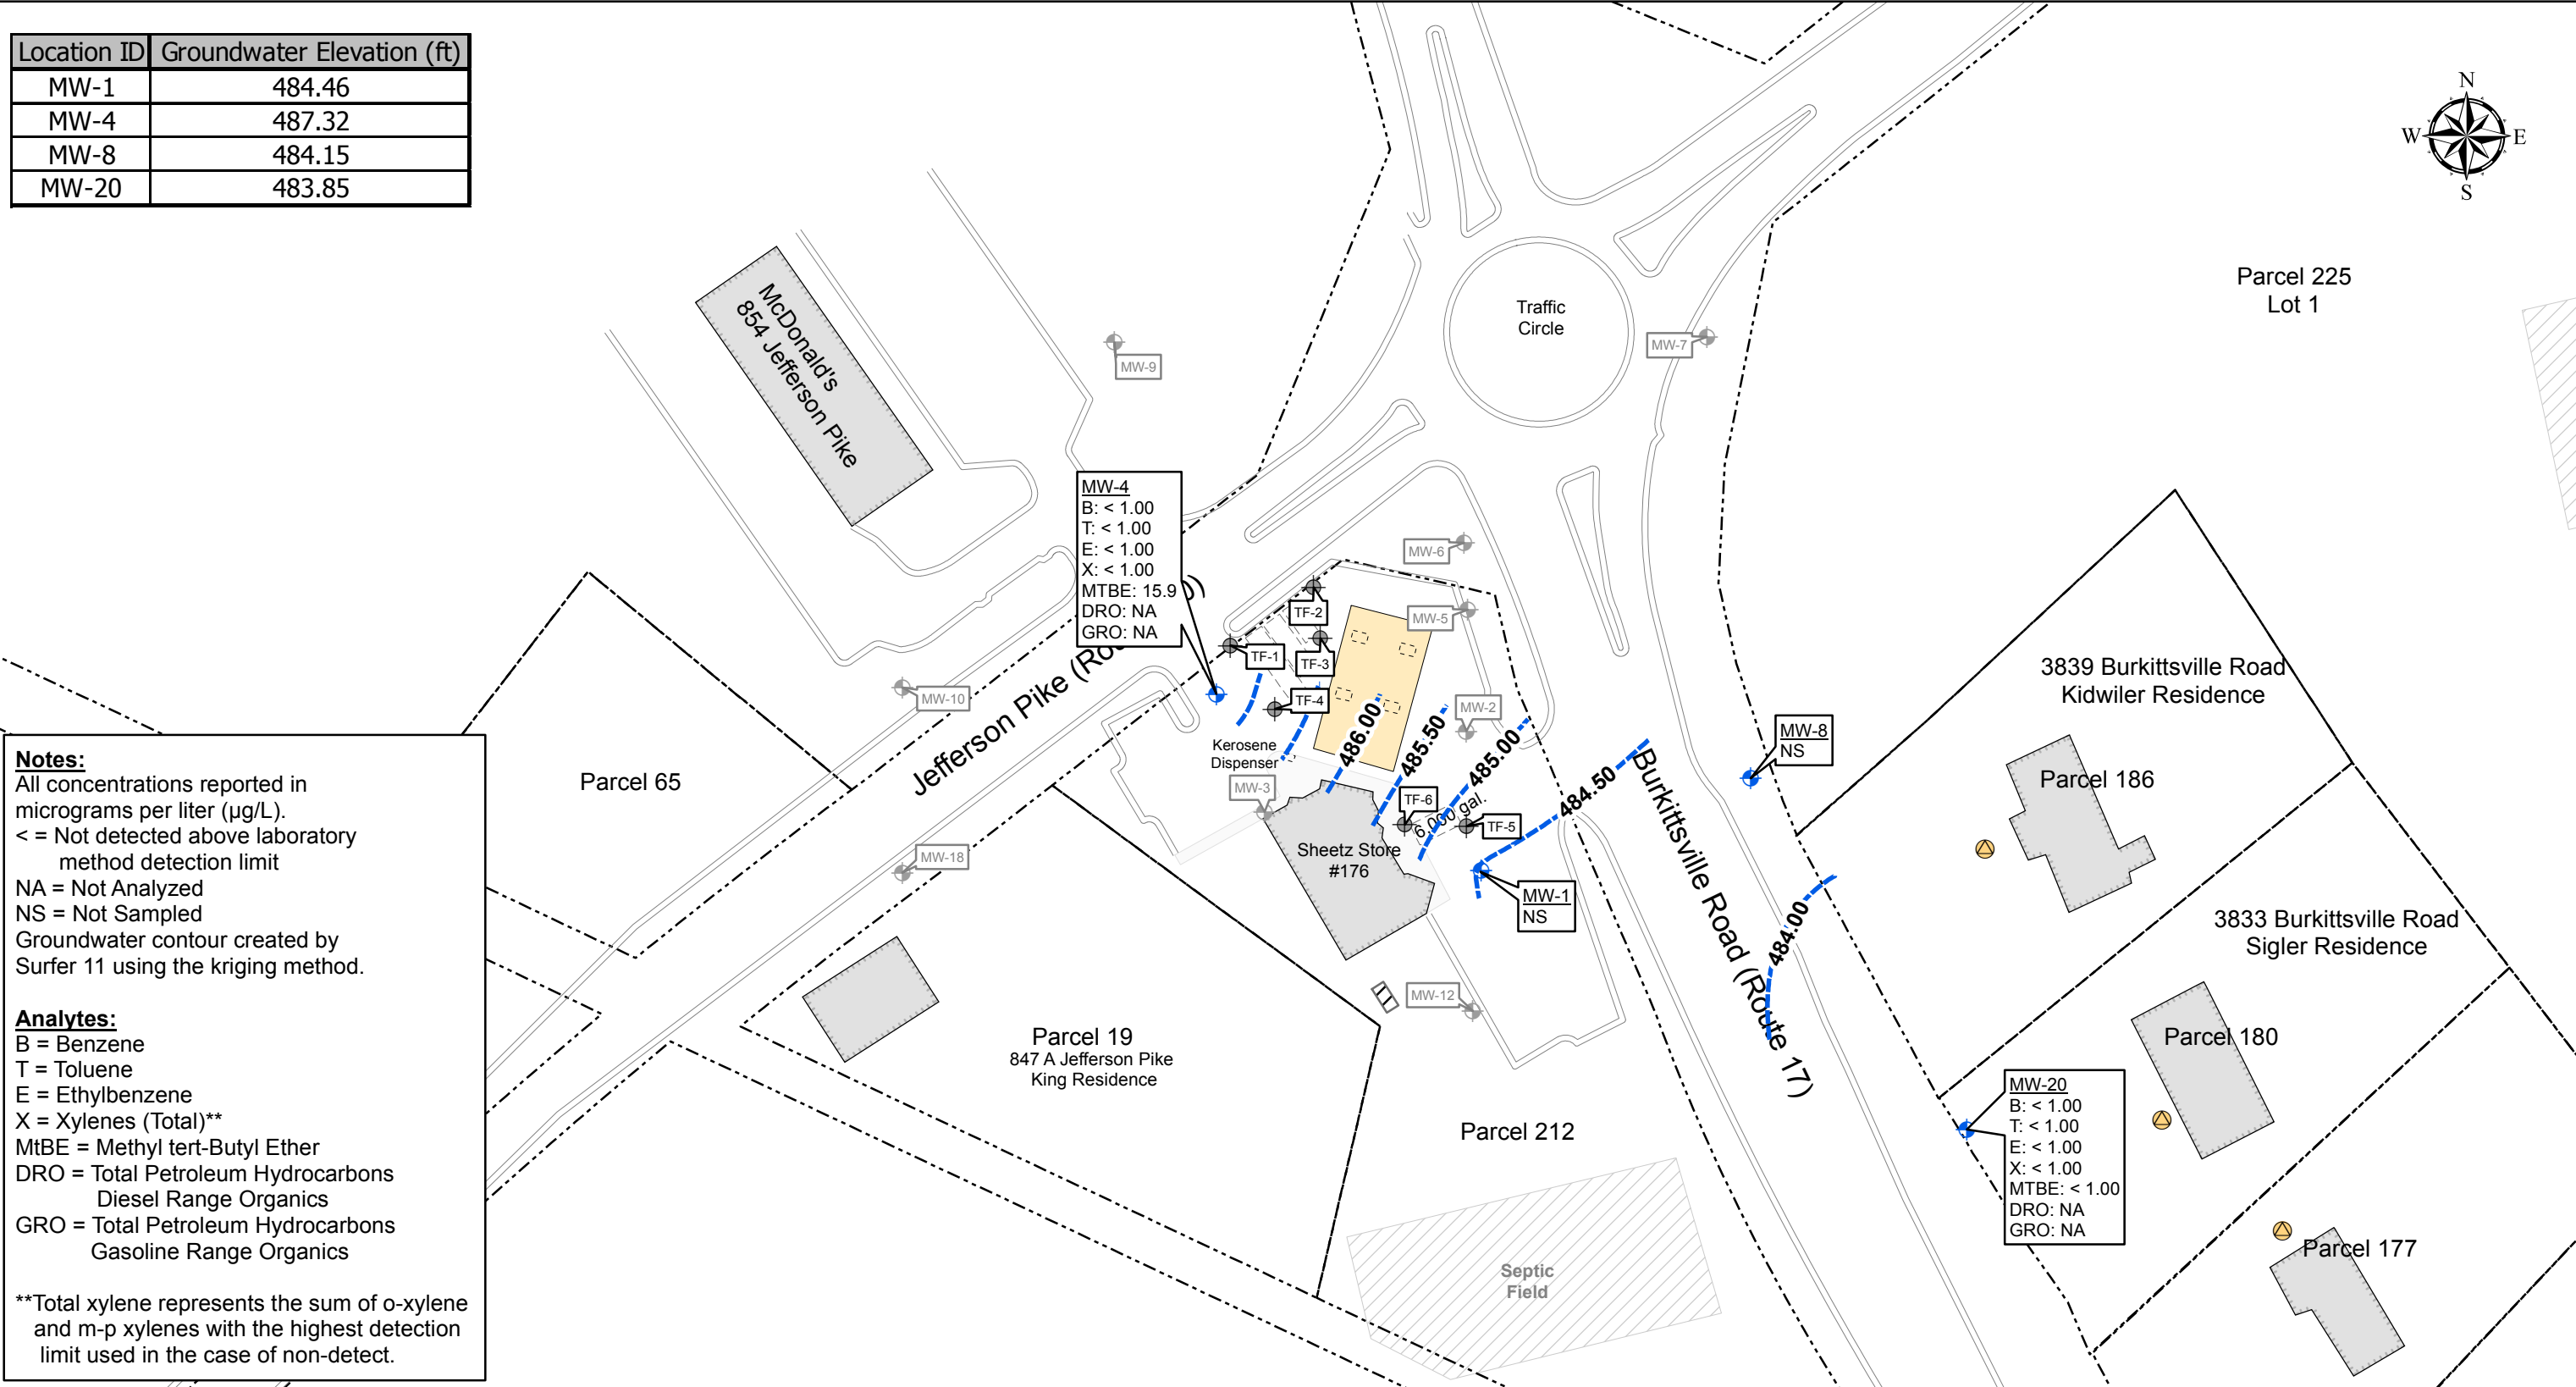 Location ID Groundwater Elevation (ft)
MW-1 484.46
MW-4 487.32
MW-8 484.15
MW-20 483.85
N
W E
S
Parcel 225
Lot 1
McDonald's
854 Jefferson Pike
Traffic
Circle
MW-9
MW-7
MW-4
B: < 1.00
T: < 1.00
E: < 1.00
X: < 1.00
MTBE: 15.9
DRO: NA
GRO: NA
MW-6
MW-5
TF-2
TF-1
TF-3
TF-4
MW-10
MW-2
Jefferson Pike (Ro
)
Kerosene
Dispenser
486.00
485.50
485.00
484.50
484.00
MW-3
TF-6
6,000 gal.
TF-5
Sheetz Store
#176
MW-1
NS
MW-8
NS
Burkittsville Road (Route 17)
3839 Burkittsville Road
Kidwiler Residence
Parcel 186
3833 Burkittsville Road
Sigler Residence
Parcel 180
Parcel 177
MW-20
B: < 1.00
T: < 1.00
E: < 1.00
X: < 1.00
MTBE: < 1.00
DRO: NA
GRO: NA
Parcel 65
MW-18
MW-12
Parcel 19
847 A Jefferson Pike
King Residence
Parcel 212
Septic
Field
Notes:
All concentrations reported in
micrograms per liter (µg/L).
< = Not detected above laboratory
method detection limit
NA = Not Analyzed
NS = Not Sampled
Groundwater contour created by
Surfer 11 using the kriging method.
Analytes:
B = Benzene
T = Toluene
E = Ethylbenzene
X = Xylenes (Total)**
MtBE = Methyl tert-Butyl Ether
DRO = Total Petroleum Hydrocarbons
Diesel Range Organics
GRO = Total Petroleum Hydrocarbons
Gasoline Range Organics
**Total xylene represents the sum of o-xylene
and m-p xylenes with the highest detection
limit used in the case of non-detect.